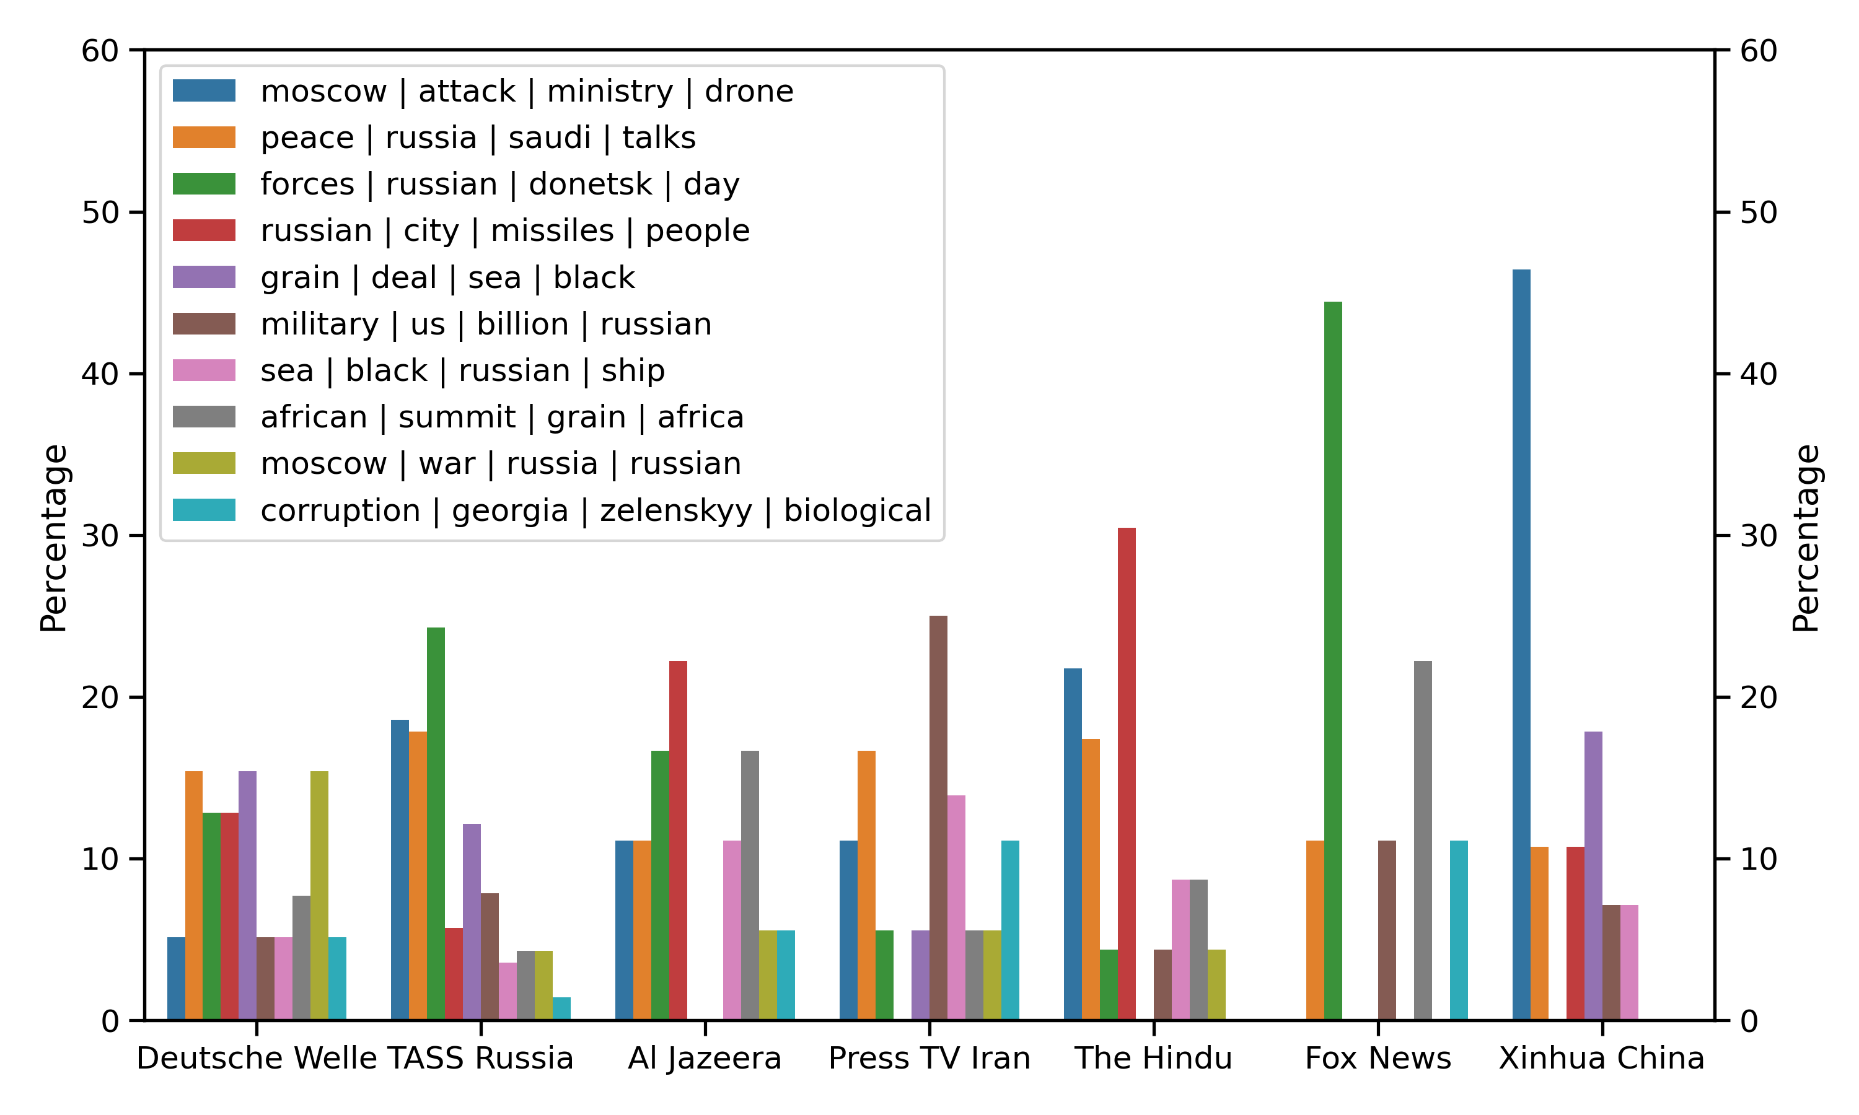 60
50
40
30
20
10
0
Percentage
moscow | attack | ministry | drone
peace | russia | saudi | talks
forces | russian | donetsk | day
russian | city | missiles | people
grain | deal | sea | black
military | us | billion | russian
sea | black | russian | ship
african | summit | grain | africa
moscow | war | russia | russian
corruption | georgia | zelenskyy | biological
60
50
40
30
20
10
0
Percentage
Deutsche Welle TASS Russia Al Jazeera Press TV Iran The Hindu Fox News Xinhua China